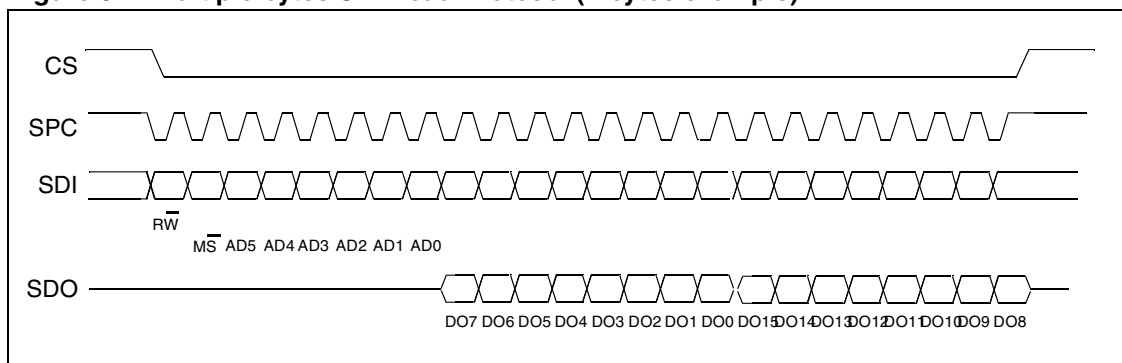 CS
SPC
SDI
RW
MS AD5 AD4 AD3 AD2 AD1 AD0
SDO
DO7 DO6 DO5 DO4 DO3 DO2 DO1 DO0 DO15 DO14 DO13 DO12 DO11 DO10 DO9 DO8